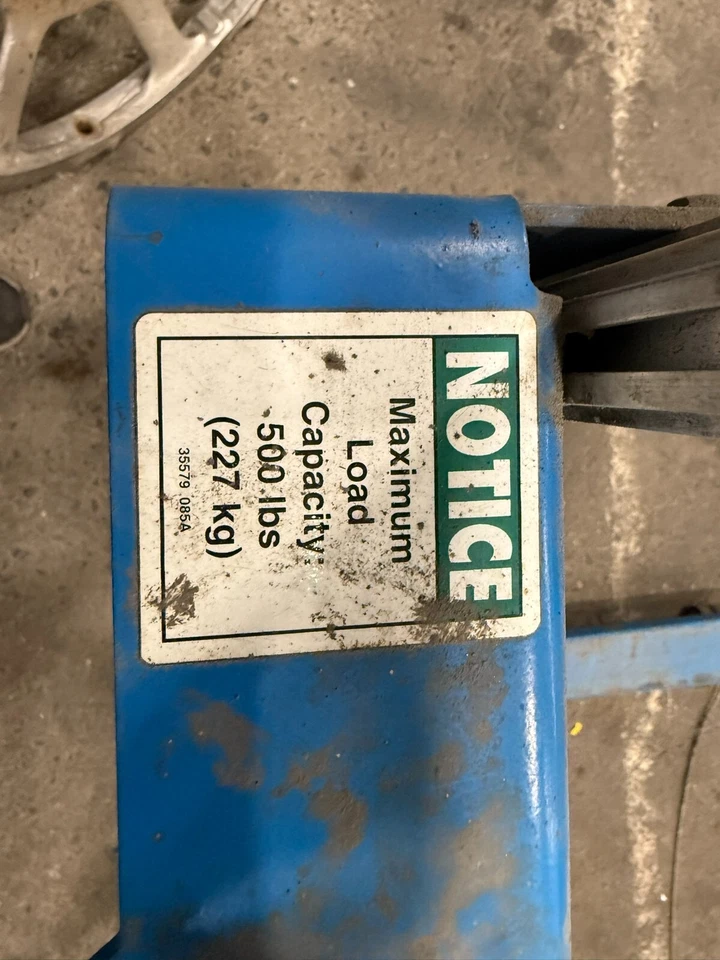 NOTICE
Maximum
Load
Capacity:
500 lbs
(227 kg)
35579 085A